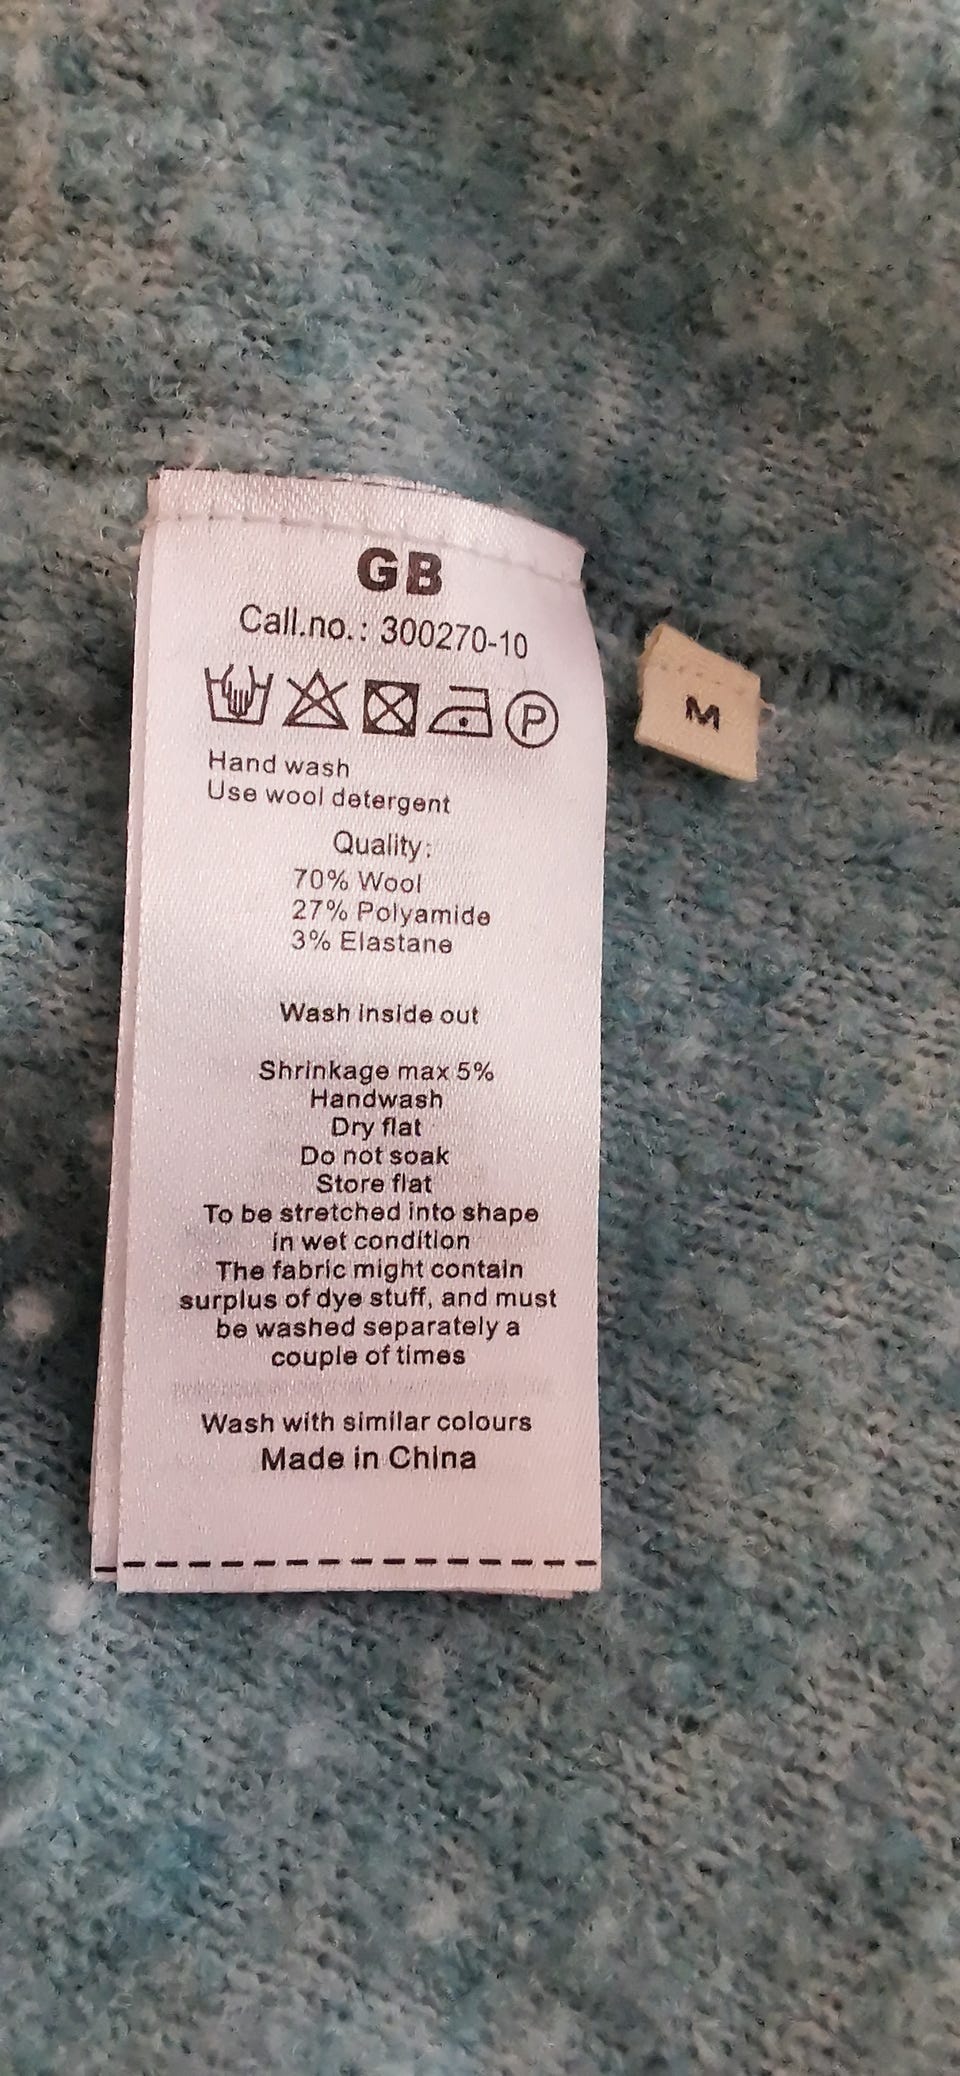 GB
Call.no.: 300270-10
P
Hand wash
Use wool detergent
Quality:
70% Wool
27% Polyamide
3% Elastane
Wash inside out
Shrinkage max 5%
Handwash
Dry flat
Do not soak
Store flat
To be stretched into shape
in wet condition
The fabric might contain
surplus of dye stuff, and must
be washed separately a
couple of times
Wash with similar colours
Made in China
M